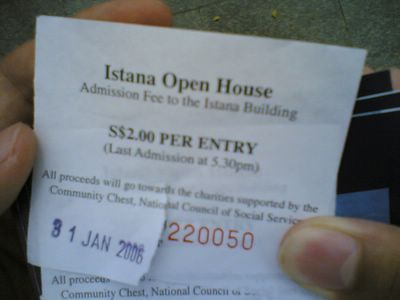 Istana Open House
Admission Fee to the Istana Building
S$2.00 PER ENTRY
(Last Admission at 5.30pm)
All proceeds will go towards the charities supported by the
Community Chest, National Council of Social Service
31 JAN 2006
220050
All proceeds
Community Chest, National Council of